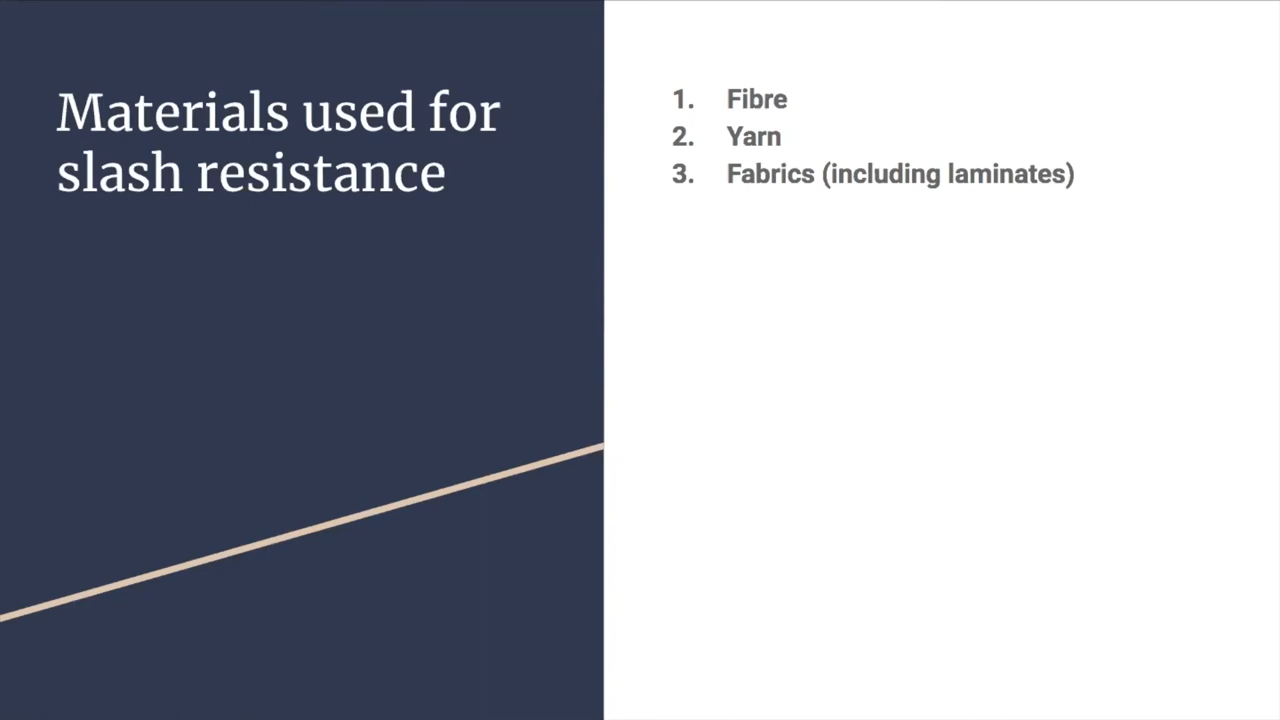 Materials used for
slash resistance
1. Fibre
2. Yarn
3. Fabrics (including laminates)